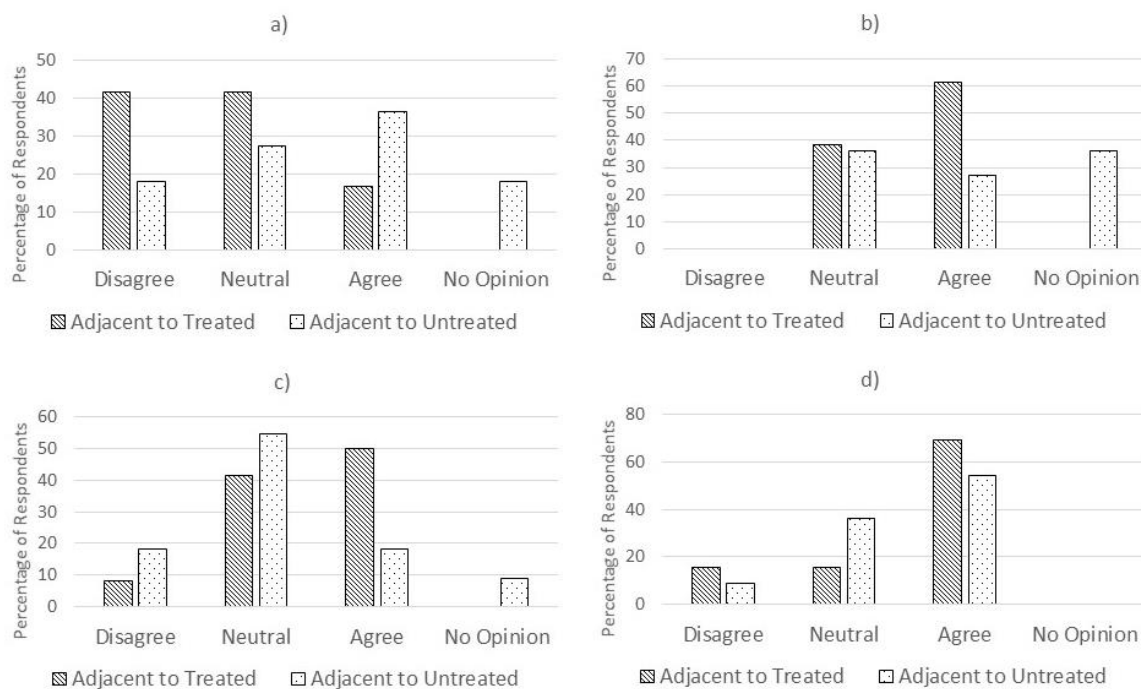 a)
Percentage of Respondents
50
40
30
20
10
0
Disagree Neutral Agree No Opinion
Adjacent to Treated Adjacent to Untreated
b)
Percentage of Respondents
70
60
50
40
30
20
10
0
Disagree Neutral Agree No Opinion
Adjacent to Treated Adjacent to Untreated
c)
Percentage of Respondents
60
50
40
30
20
10
0
Disagree Neutral Agree No Opinion
Adjacent to Treated Adjacent to Untreated
d)
Percentage of Respondents
80
60
40
20
0
Disagree Neutral Agree No Opinion
Adjacent to Treated Adjacent to Untreated